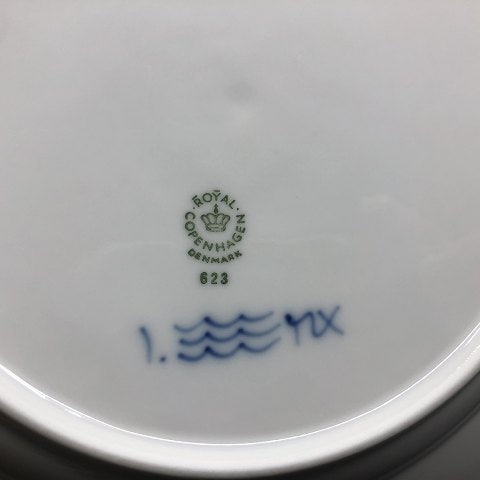 ROYAL
COPENHAGEN
DENMARK
623
1.